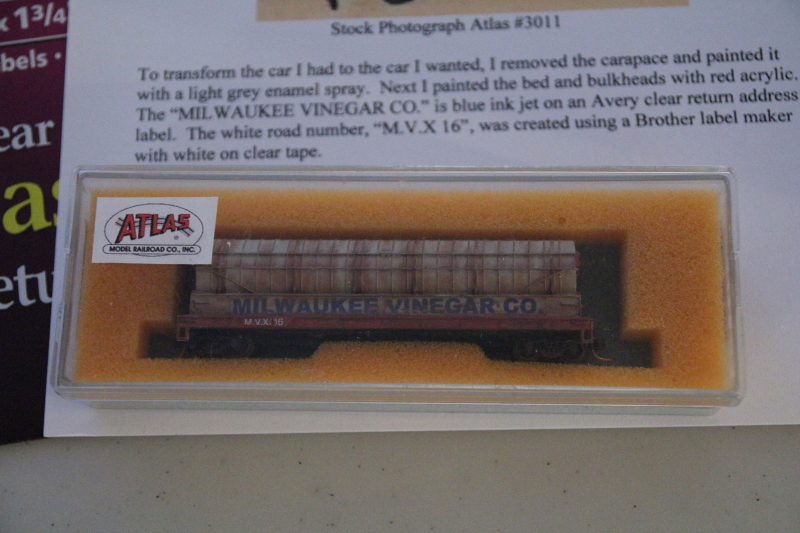 x 1 3/4
Stock Photograph Atlas #3011
bels •
To transform the car I had to the car I wanted, I removed the carapace and painted it
with a light grey enamel spray. Next I painted the bed and bulkheads with red acrylic.
The “MILWAUKEE VINEGAR CO.” is blue ink jet on an Avery clear return address
label. The white road number, “M.V.X 16”, was created using a Brother label maker
with white on clear tape.
ear
as
etu
ATLAS
MODEL RAILROAD CO., INC.
MILWAUKEE VINEGAR CO.
M.V.X 16